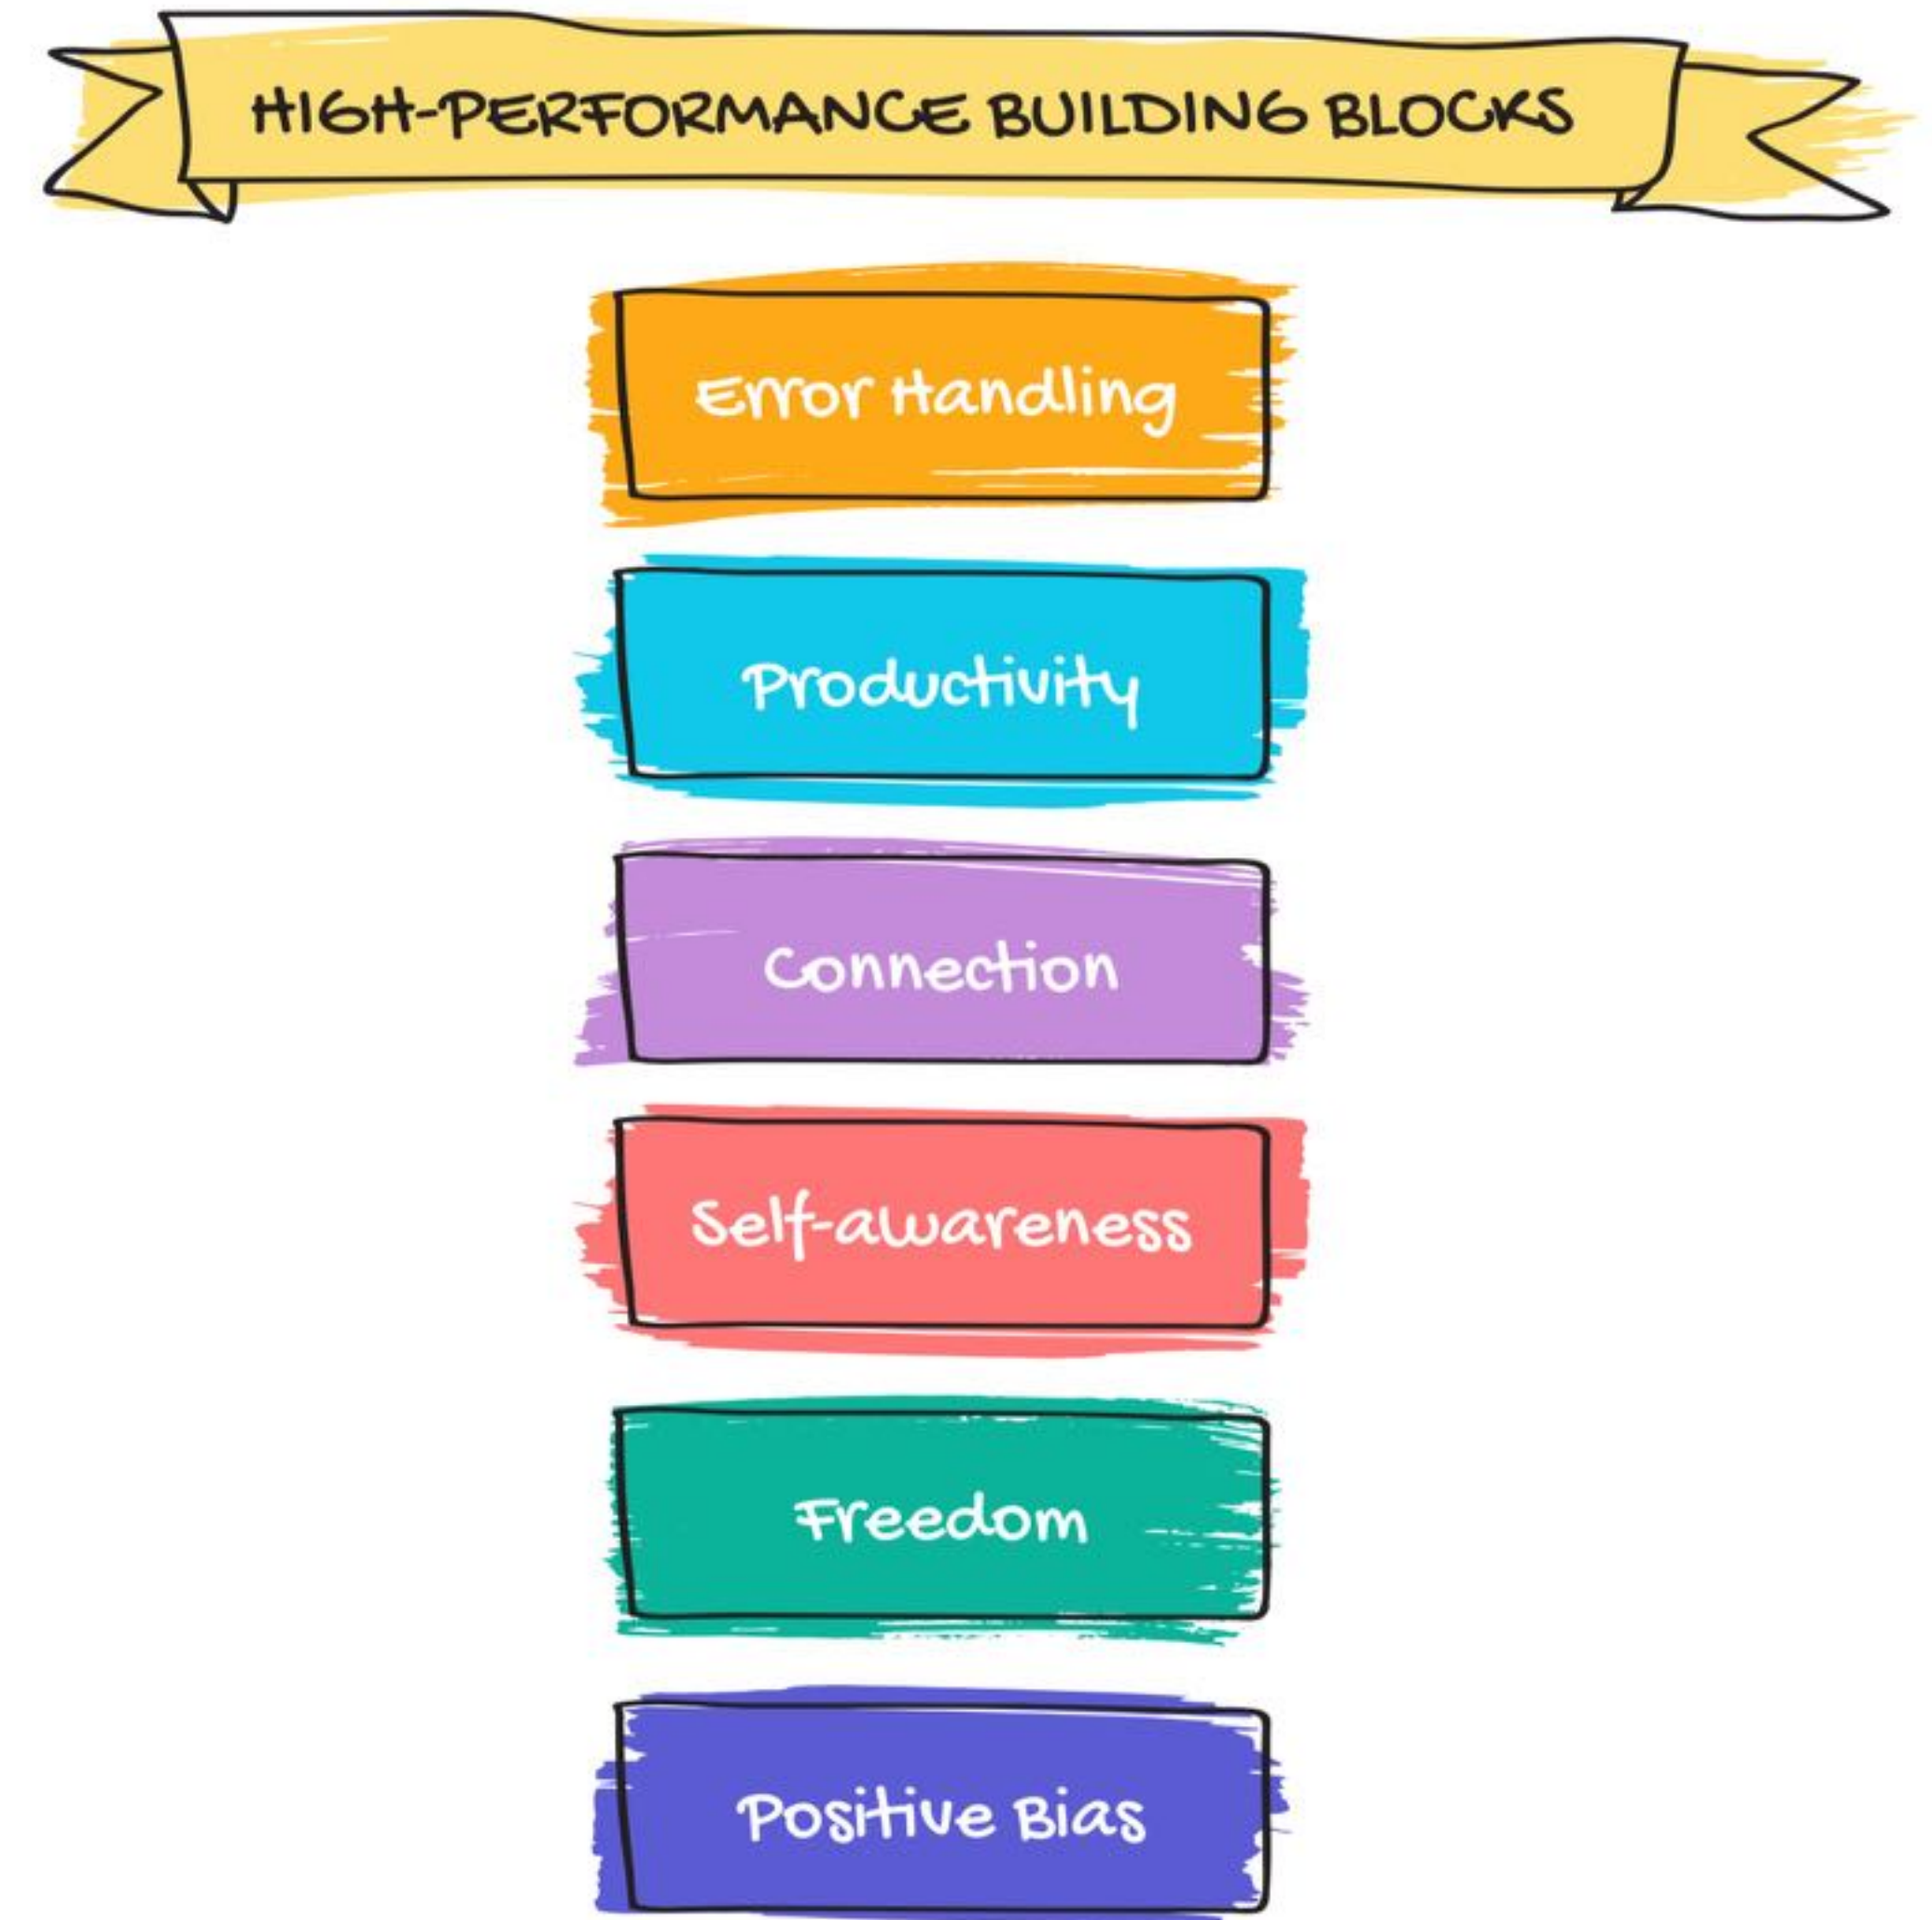 HIGH-PERFORMANCE BUILDING BLOCKS
Error Handling
Productivity
Connection
Self-awareness
Freedom
Positive Bias